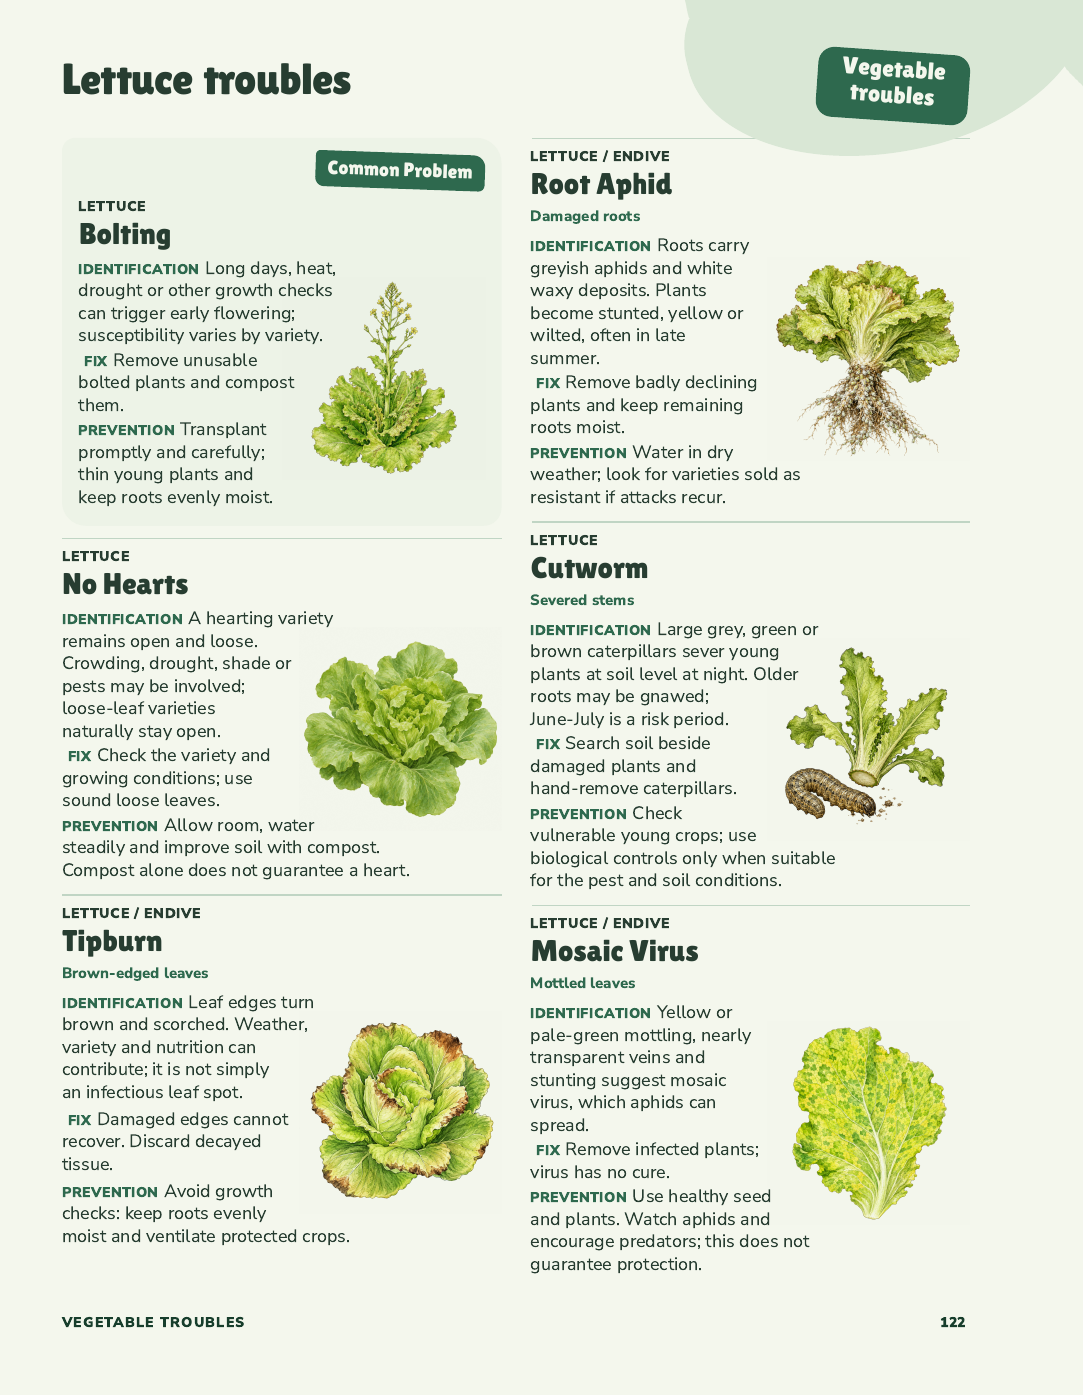 Lettuce troubles
Vegetable
troubles
Common Problem
LETTUCE
Bolting
IDENTIFICATION Long days, heat,
drought or other growth checks
can trigger early flowering;
susceptibility varies by variety.
FIX Remove unusable
bolted plants and compost
them.
PREVENTION Transplant
promptly and carefully;
thin young plants and
keep roots evenly moist.
LETTUCE
No Hearts
IDENTIFICATION A hearting variety
remains open and loose.
Crowding, drought, shade or
pests may be involved;
loose-leaf varieties
naturally stay open.
FIX Check the variety and
growing conditions; use
sound loose leaves.
PREVENTION Allow room, water
steadily and improve soil with compost.
Compost alone does not guarantee a heart.
LETTUCE / ENDIVE
Tipburn
Brown-edged leaves
IDENTIFICATION Leaf edges turn
brown and scorched. Weather,
variety and nutrition can
contribute; it is not simply
an infectious leaf spot.
FIX Damaged edges cannot
recover. Discard decayed
tissue.
PREVENTION Avoid growth
checks: keep roots evenly
moist and ventilate protected crops.
LETTUCE / ENDIVE
Root Aphid
Damaged roots
IDENTIFICATION Roots carry
greyish aphids and white
waxy deposits. Plants
become stunted, yellow or
wilted, often in late
summer.
FIX Remove badly declining
plants and keep remaining
roots moist.
PREVENTION Water in dry
weather; look for varieties sold as
resistant if attacks recur.
LETTUCE
Cutworm
Severed stems
IDENTIFICATION Large grey, green or
brown caterpillars sever young
plants at soil level at night. Older
roots may be gnawed;
June-July is a risk period.
FIX Search soil beside
damaged plants and
hand-remove caterpillars.
PREVENTION Check
vulnerable young crops; use
biological controls only when suitable
for the pest and soil conditions.
LETTUCE / ENDIVE
Mosaic Virus
Mottled leaves
IDENTIFICATION Yellow or
pale-green mottling, nearly
transparent veins and
stunting suggest mosaic
virus, which aphids can
spread.
FIX Remove infected plants;
virus has no cure.
PREVENTION Use healthy seed
and plants. Watch aphids and
encourage predators; this does not
guarantee protection.
VEGETABLE TROUBLES
122